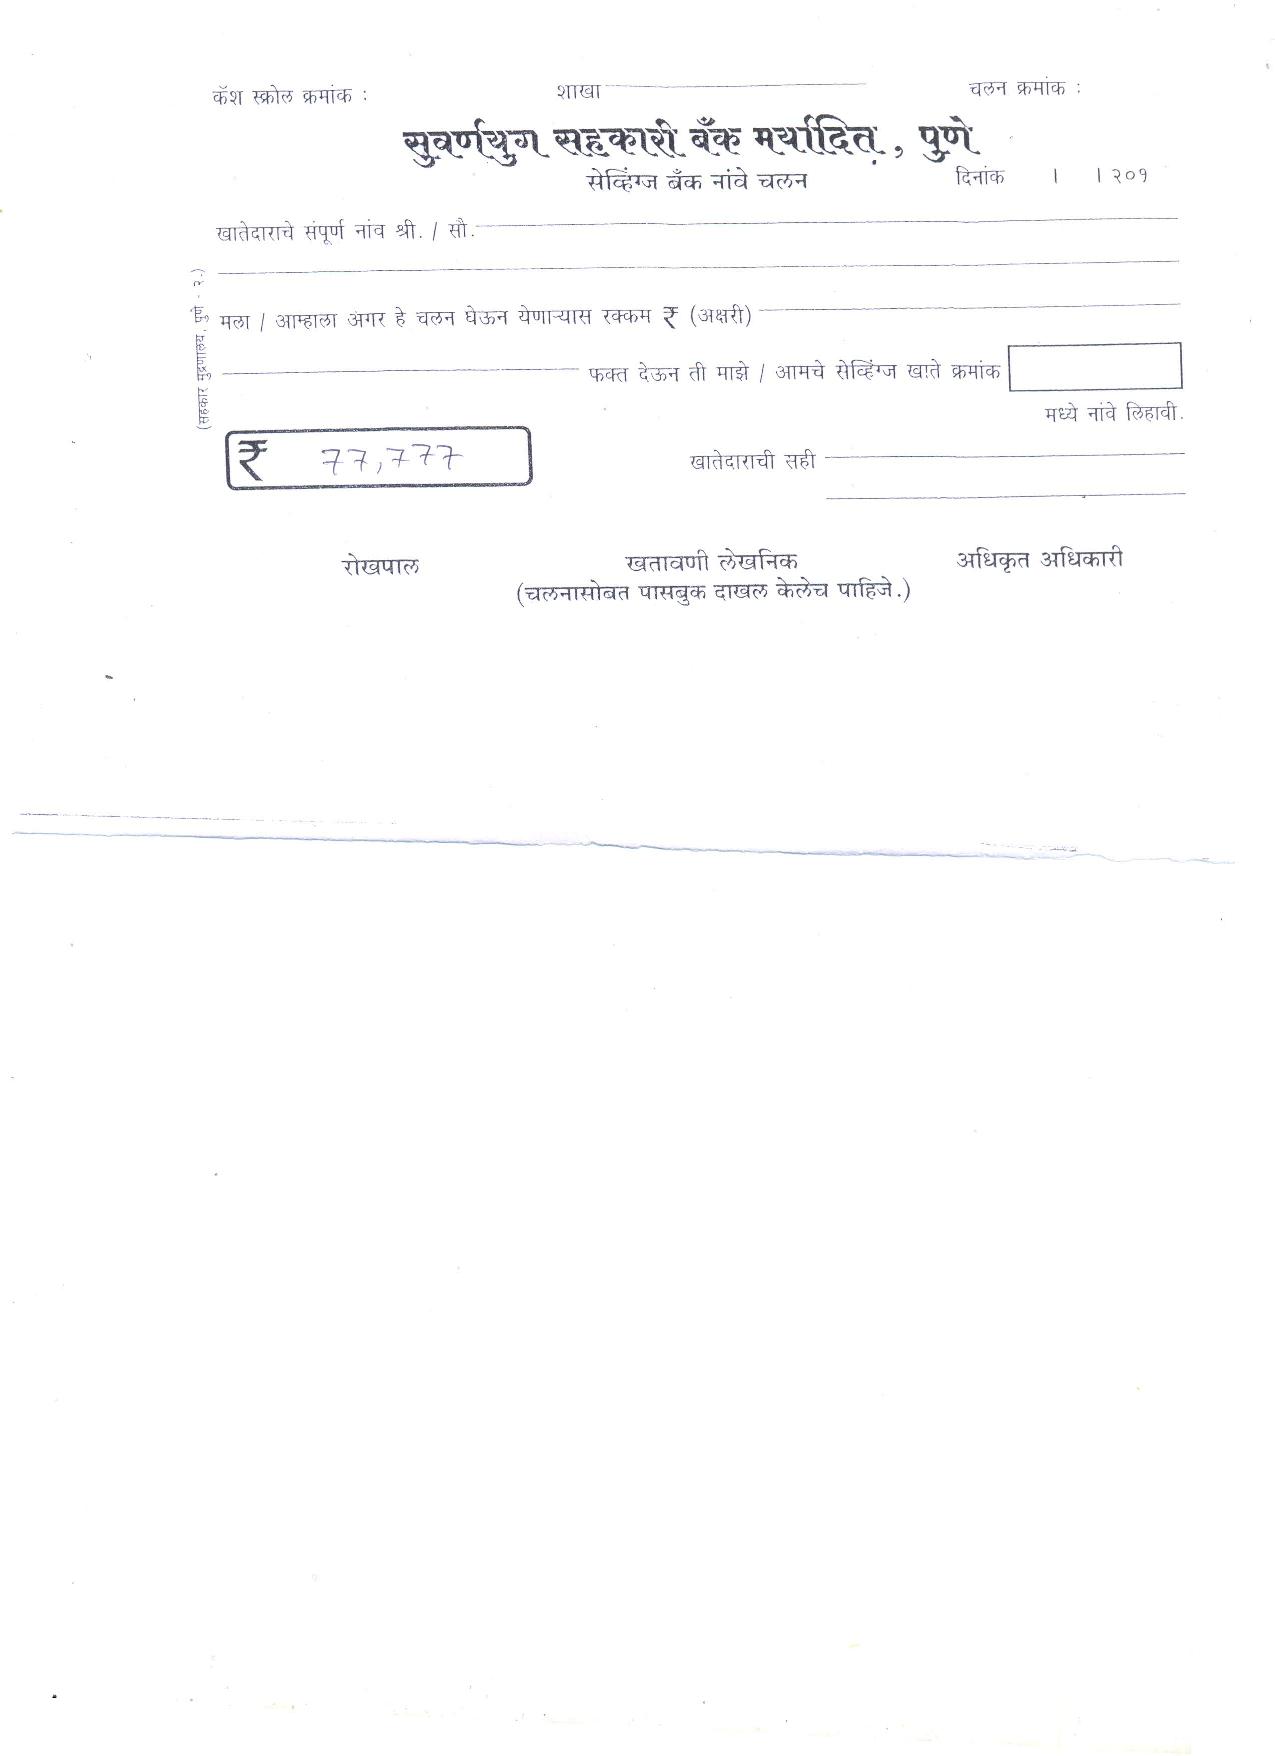 कॅश स्क्रोल क्रमांक : शाखा चलन क्रमांक :
सुवर्णयुग सहकारी बँक मर्यादित, पुणे
सेव्हिंग्ज बँक नांवे चलन दिनांक । । २०१
खातेदाराचे संपूर्ण नांव श्री. / सौ.
मला / आम्हाला अगर हे चलन घेऊन येणाऱ्यास रक्कम ₹ (अक्षरी)
फक्त देऊन ती माझे / आमचे सेव्हिंग्ज खाते क्रमांक
मध्ये नांवे लिहावी.
₹ 77,777 खातेदाराची सही
रोखपाल खतावणी लेखनिक अधिकृत अधिकारी
(चलनासोबत पासबुक दाखल केलेच पाहिजे.)
(सहकार मुद्रणालय, पुणे - २.)